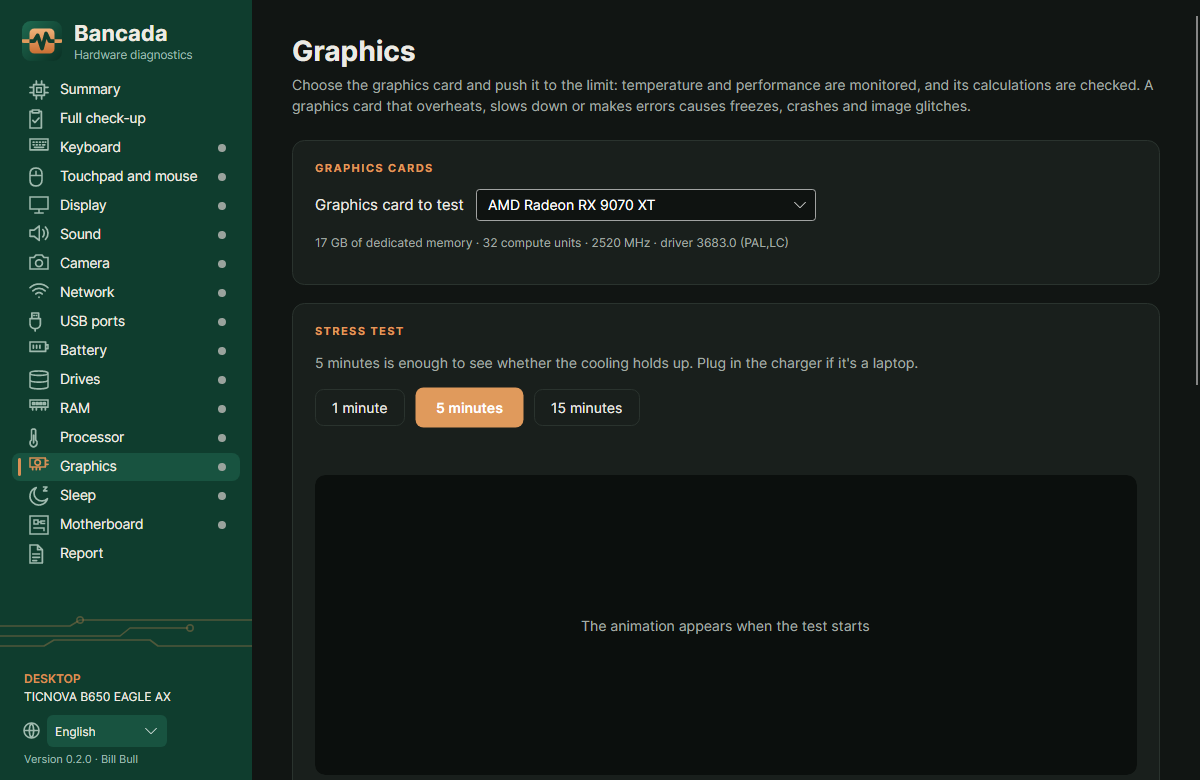 Bancada
Hardware diagnostics
Summary
Full check-up
Keyboard
Touchpad and mouse
Display
Sound
Camera
Network
USB ports
Battery
Drives
RAM
Processor
Graphics
Sleep
Motherboard
Report
DESKTOP
TICNOVA B650 EAGLE AX
English
Version 0.2.0 · Bill Bull
Graphics
Choose the graphics card and push it to the limit: temperature and performance are monitored, and its calculations are checked. A
graphics card that overheats, slows down or makes errors causes freezes, crashes and image glitches.
GRAPHICS CARDS
Graphics card to test
AMD Radeon RX 9070 XT
17 GB of dedicated memory · 32 compute units · 2520 MHz · driver 3683.0 (PAL,LC)
STRESS TEST
5 minutes is enough to see whether the cooling holds up. Plug in the charger if it's a laptop.
1 minute
5 minutes
15 minutes
The animation appears when the test starts